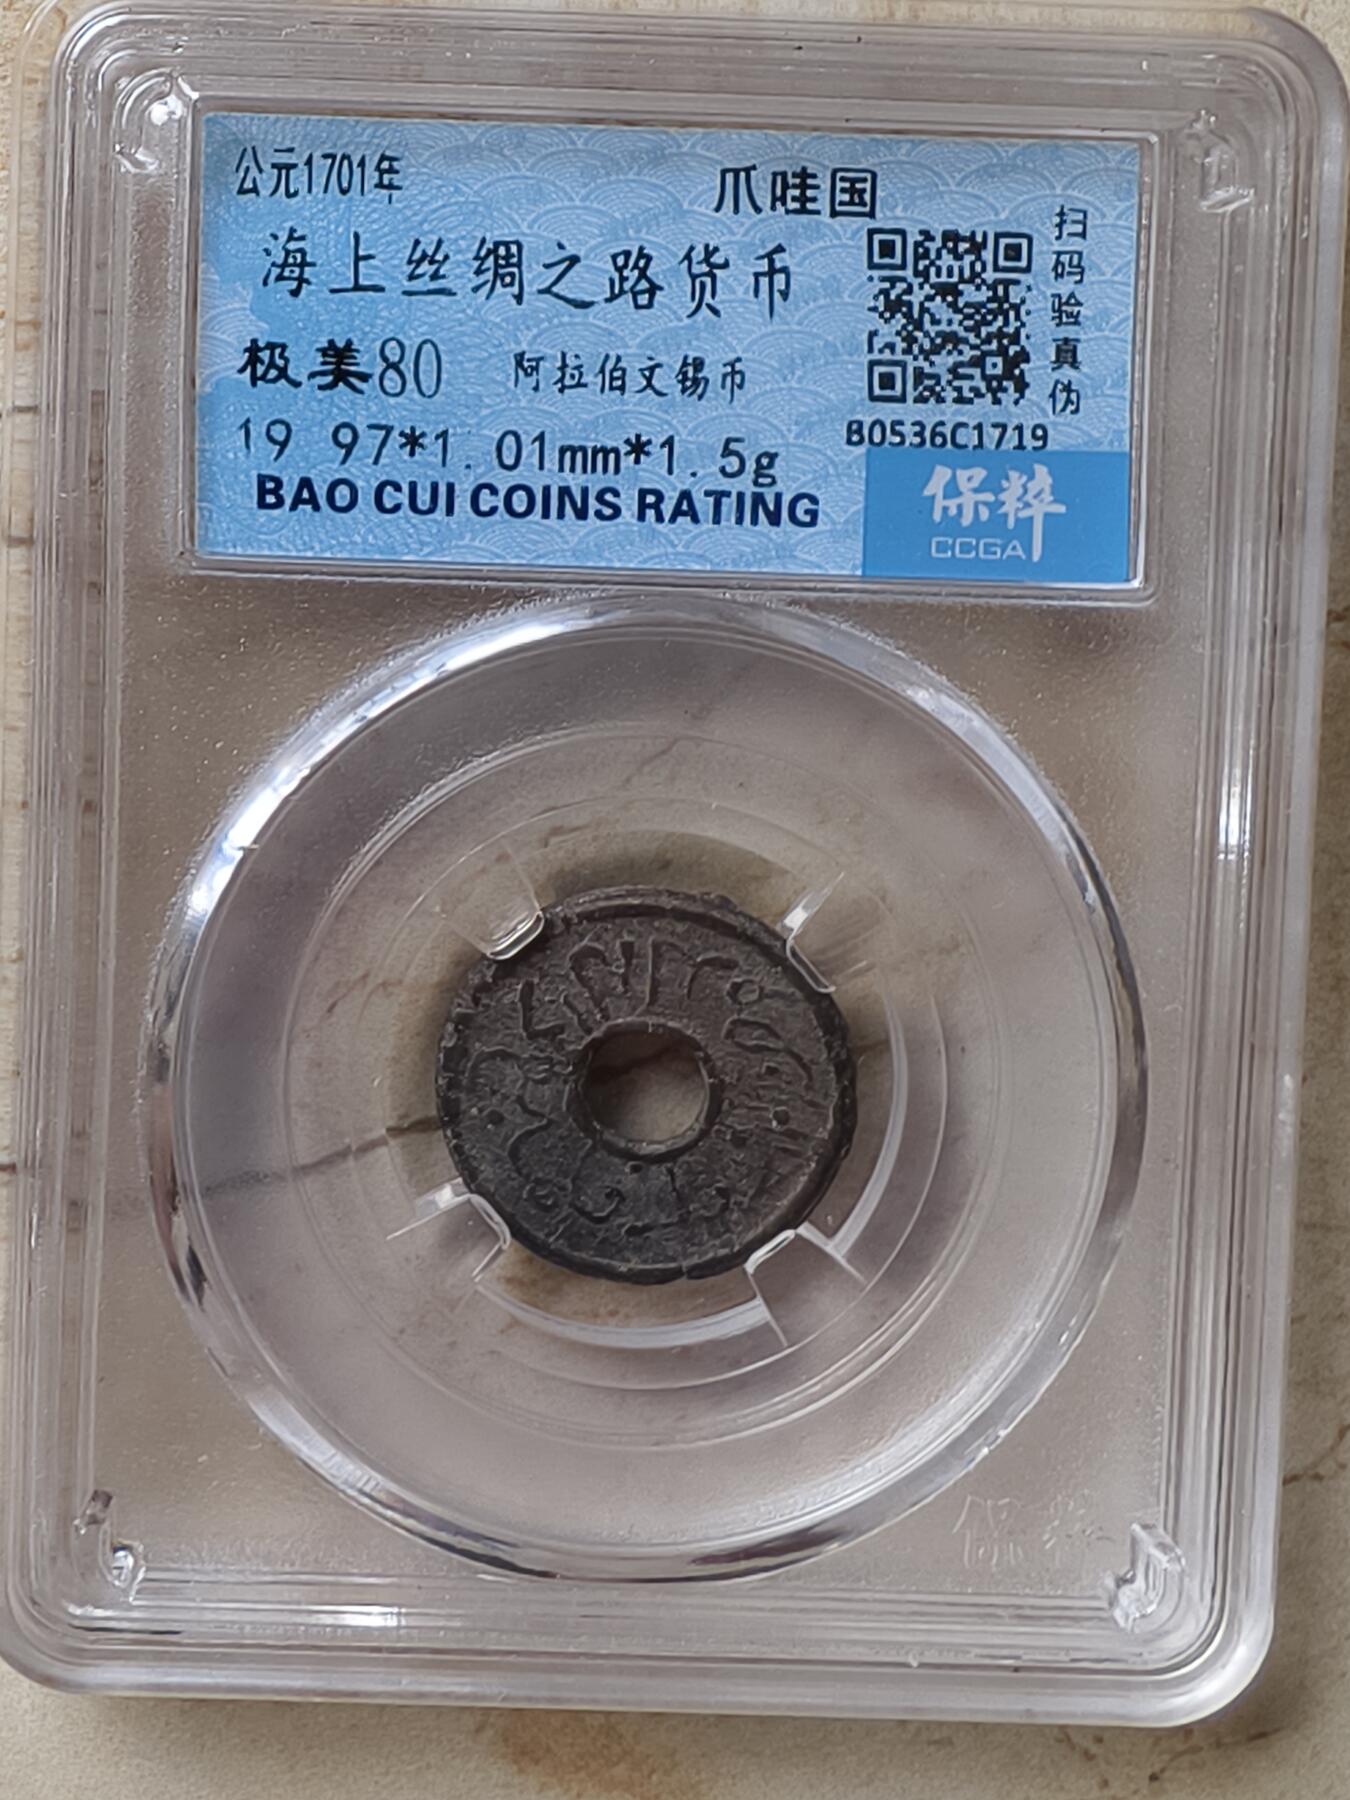 公元1701年
爪哇国
海上丝绸之路货币
极美80 阿拉伯文锡币
19 97*1.01mm*1.5g
BAO CUI COINS RATING
扫码验真伪
B0536C1719
保粹
CCGA